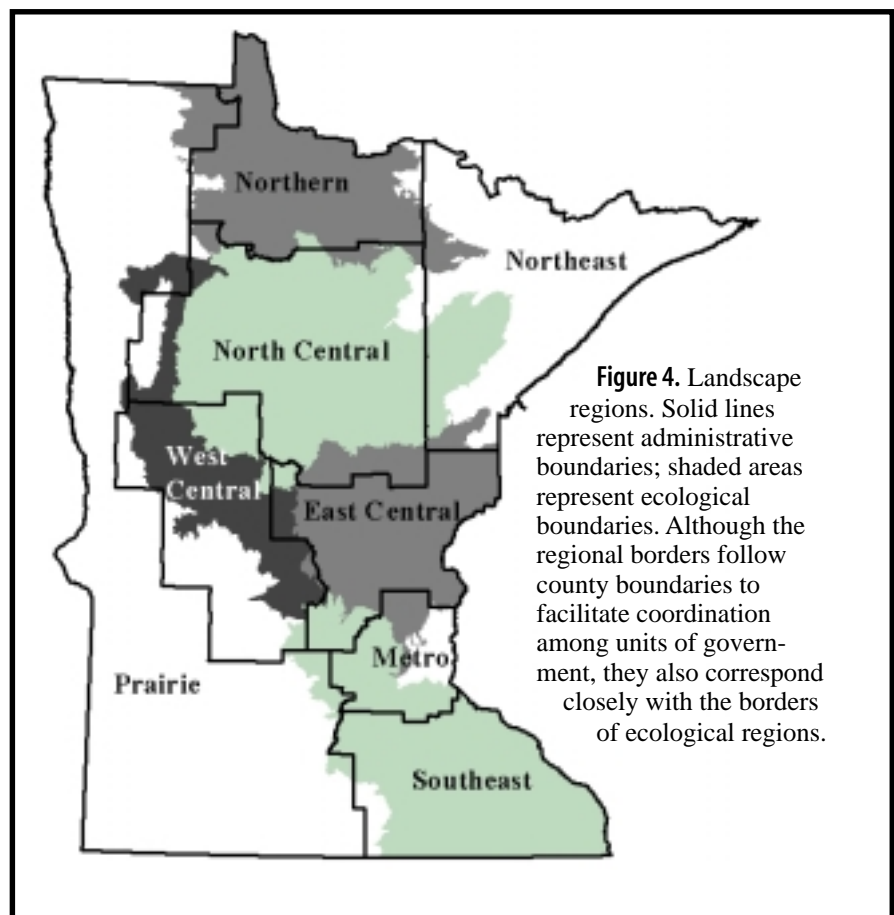 Northern
Northeast
North Central
Figure 4. Landscape
regions. Solid lines
represent administrative
boundaries; shaded areas
represent ecological
boundaries. Although the
regional borders follow
county boundaries to
facilitate coordination
among units of govern-
ment, they also correspond
closely with the borders
of ecological regions.
West
Central
East Central
Metro
Prairie
Southeast